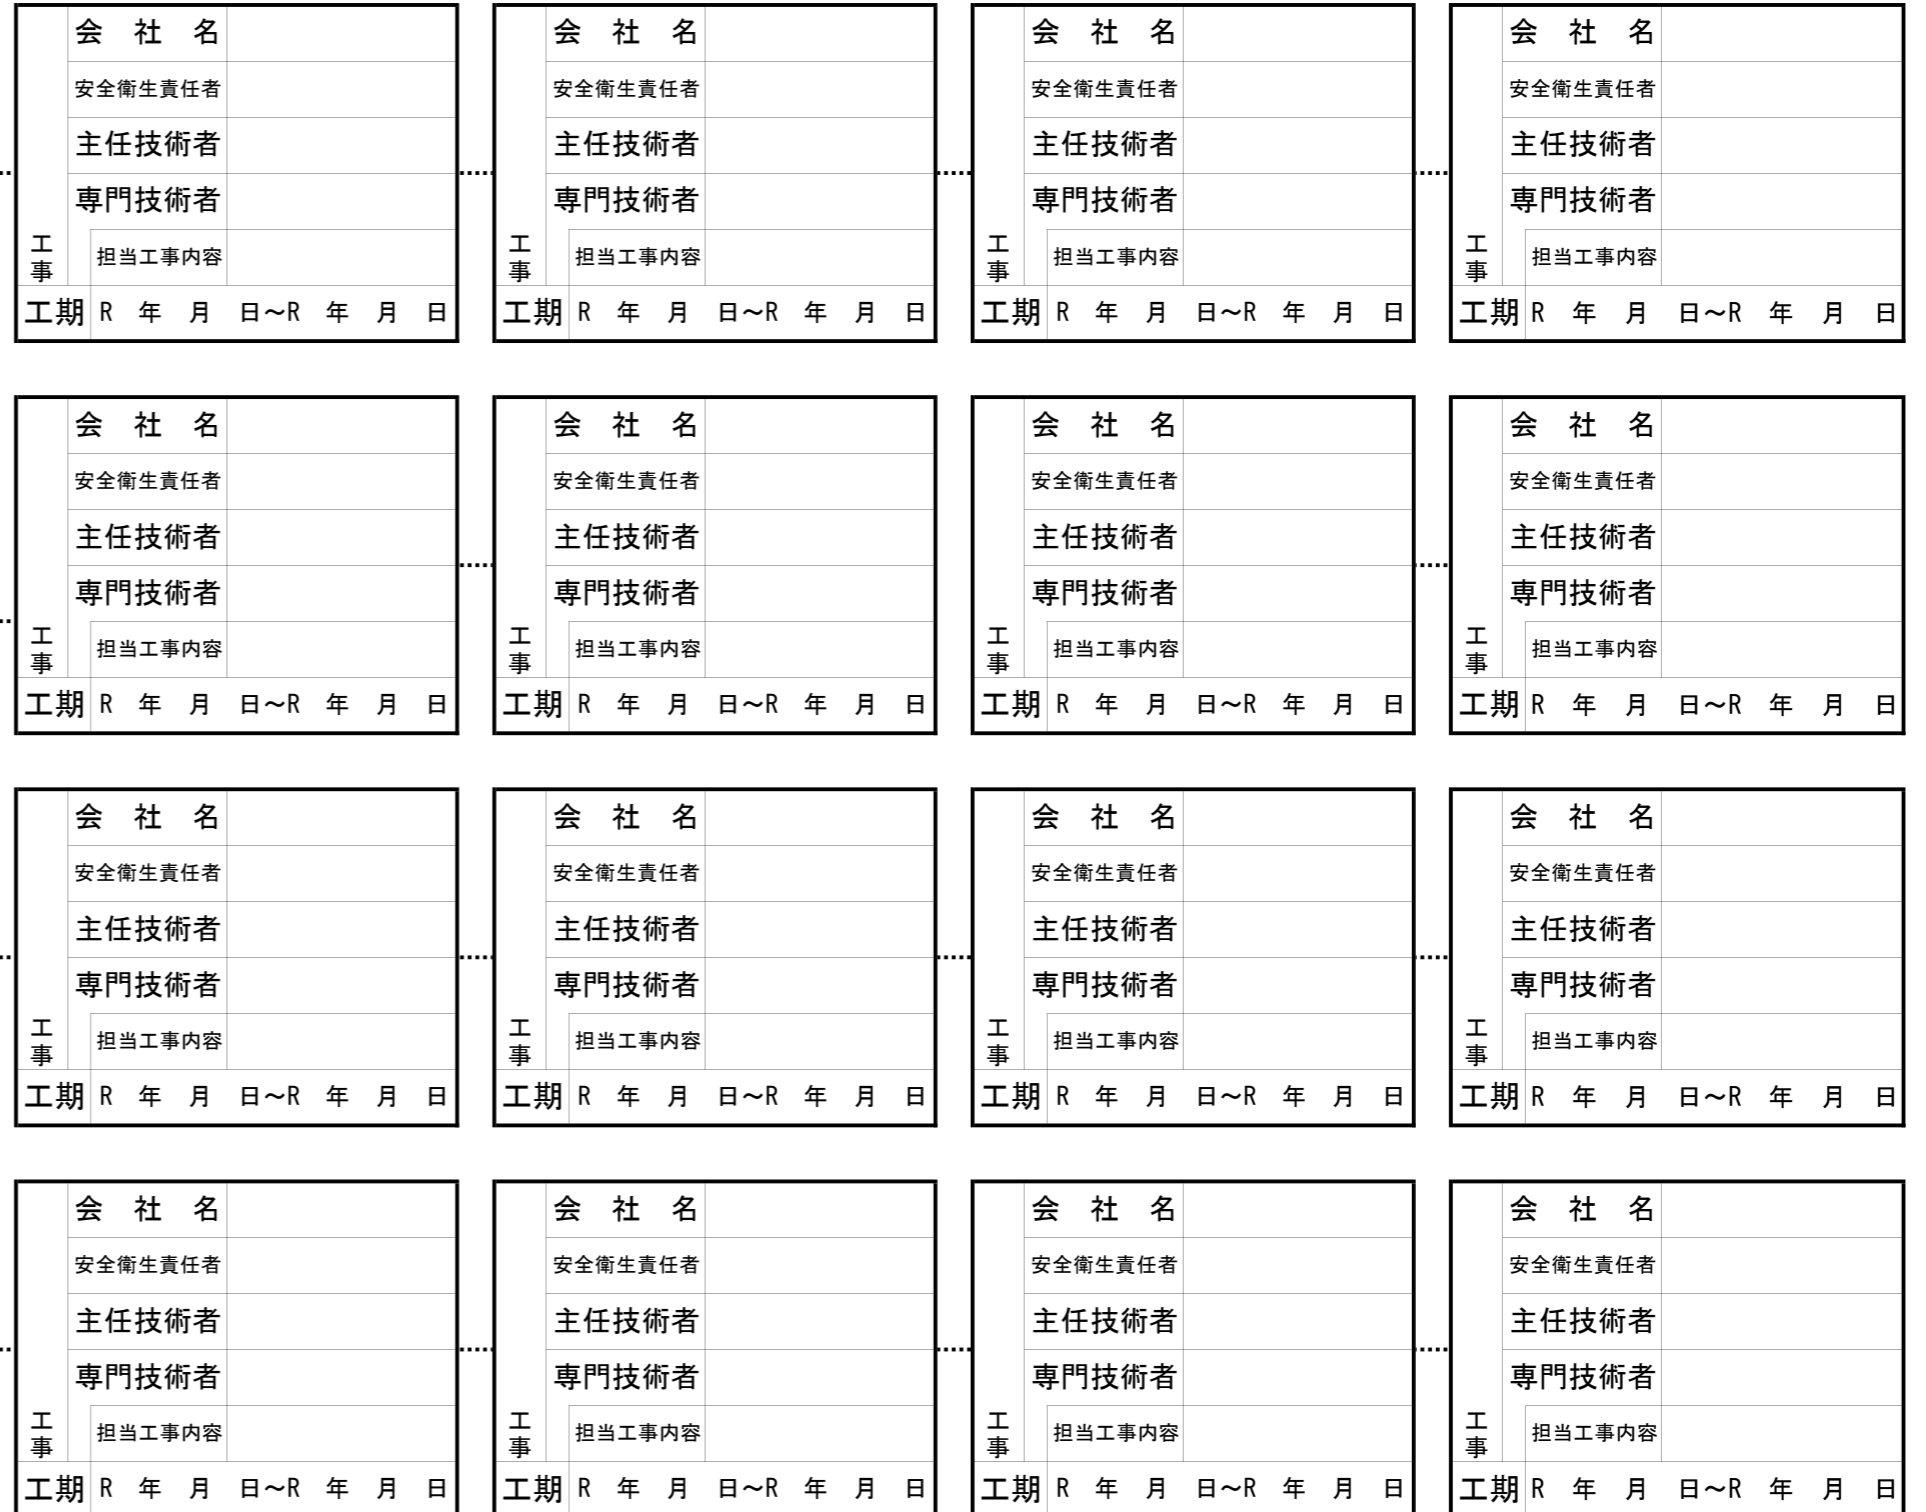 会 社 名
安全衛生責任者
主任技術者
専門技術者
工事
担当工事内容
工期 R 年 月 日～R 年 月 日
会 社 名
安全衛生責任者
主任技術者
専門技術者
工事
担当工事内容
工期 R 年 月 日～R 年 月 日
会 社 名
安全衛生責任者
主任技術者
専門技術者
工事
担当工事内容
工期 R 年 月 日～R 年 月 日
会 社 名
安全衛生責任者
主任技術者
専門技術者
工事
担当工事内容
工期 R 年 月 日～R 年 月 日
会 社 名
安全衛生責任者
主任技術者
専門技術者
工事
担当工事内容
工期 R 年 月 日～R 年 月 日
会 社 名
安全衛生責任者
主任技術者
専門技術者
工事
担当工事内容
工期 R 年 月 日～R 年 月 日
会 社 名
安全衛生責任者
主任技術者
専門技術者
工事
担当工事内容
工期 R 年 月 日～R 年 月 日
会 社 名
安全衛生責任者
主任技術者
専門技術者
工事
担当工事内容
工期 R 年 月 日～R 年 月 日
会 社 名
安全衛生責任者
主任技術者
専門技術者
工事
担当工事内容
工期 R 年 月 日～R 年 月 日
会 社 名
安全衛生責任者
主任技術者
専門技術者
工事
担当工事内容
工期 R 年 月 日～R 年 月 日
会 社 名
安全衛生責任者
主任技術者
専門技術者
工事
担当工事内容
工期 R 年 月 日～R 年 月 日
会 社 名
安全衛生責任者
主任技術者
専門技術者
工事
担当工事内容
工期 R 年 月 日～R 年 月 日
会 社 名
安全衛生責任者
主任技術者
専門技術者
工事
担当工事内容
工期 R 年 月 日～R 年 月 日
会 社 名
安全衛生責任者
主任技術者
専門技術者
工事
担当工事内容
工期 R 年 月 日～R 年 月 日
会 社 名
安全衛生責任者
主任技術者
専門技術者
工事
担当工事内容
工期 R 年 月 日～R 年 月 日
会 社 名
安全衛生責任者
主任技術者
専門技術者
工事
担当工事内容
工期 R 年 月 日～R 年 月 日